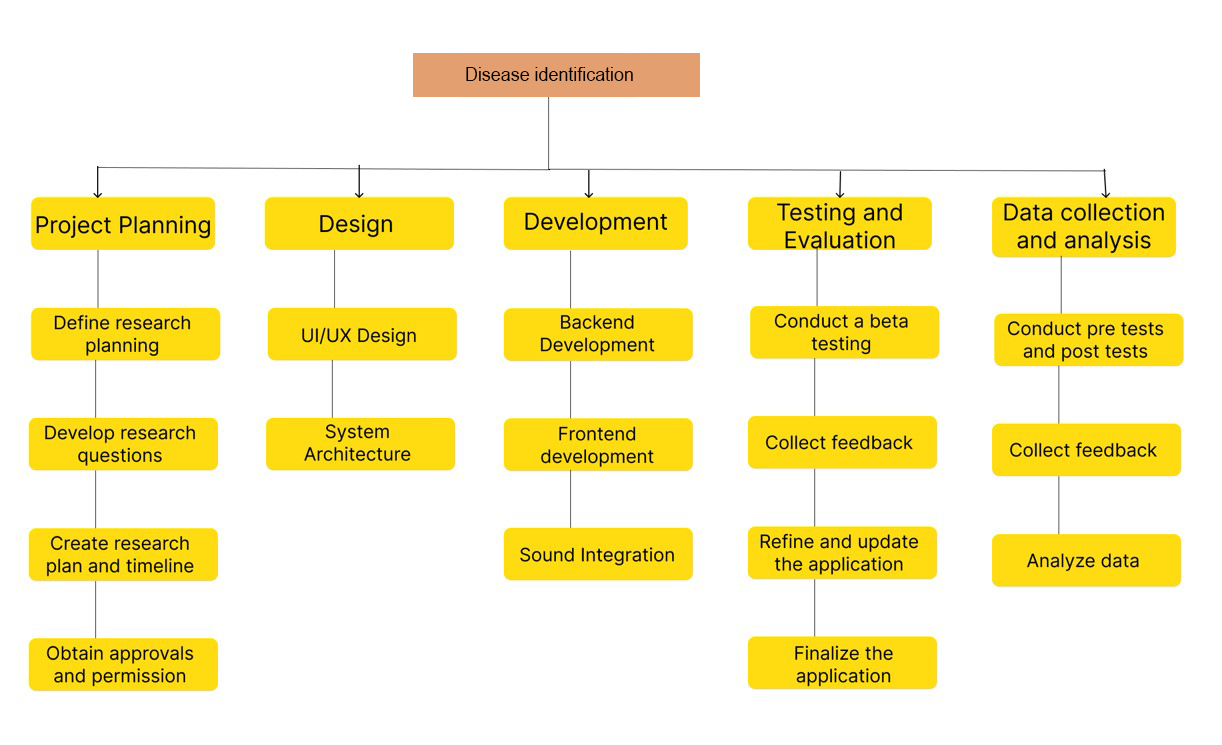 Disease identification
Project Planning
Define research
planning
Develop research
questions
Create research
plan and timeline
Obtain approvals
and permission
Design
UI/UX Design
System
Architecture
Development
Backend
Development
Frontend
development
Sound Integration
Testing and
Evaluation
Conduct a beta
testing
Collect feedback
Refine and update
the application
Finalize the
application
Data collection
and analysis
Conduct pre tests
and post tests
Collect feedback
Analyze data